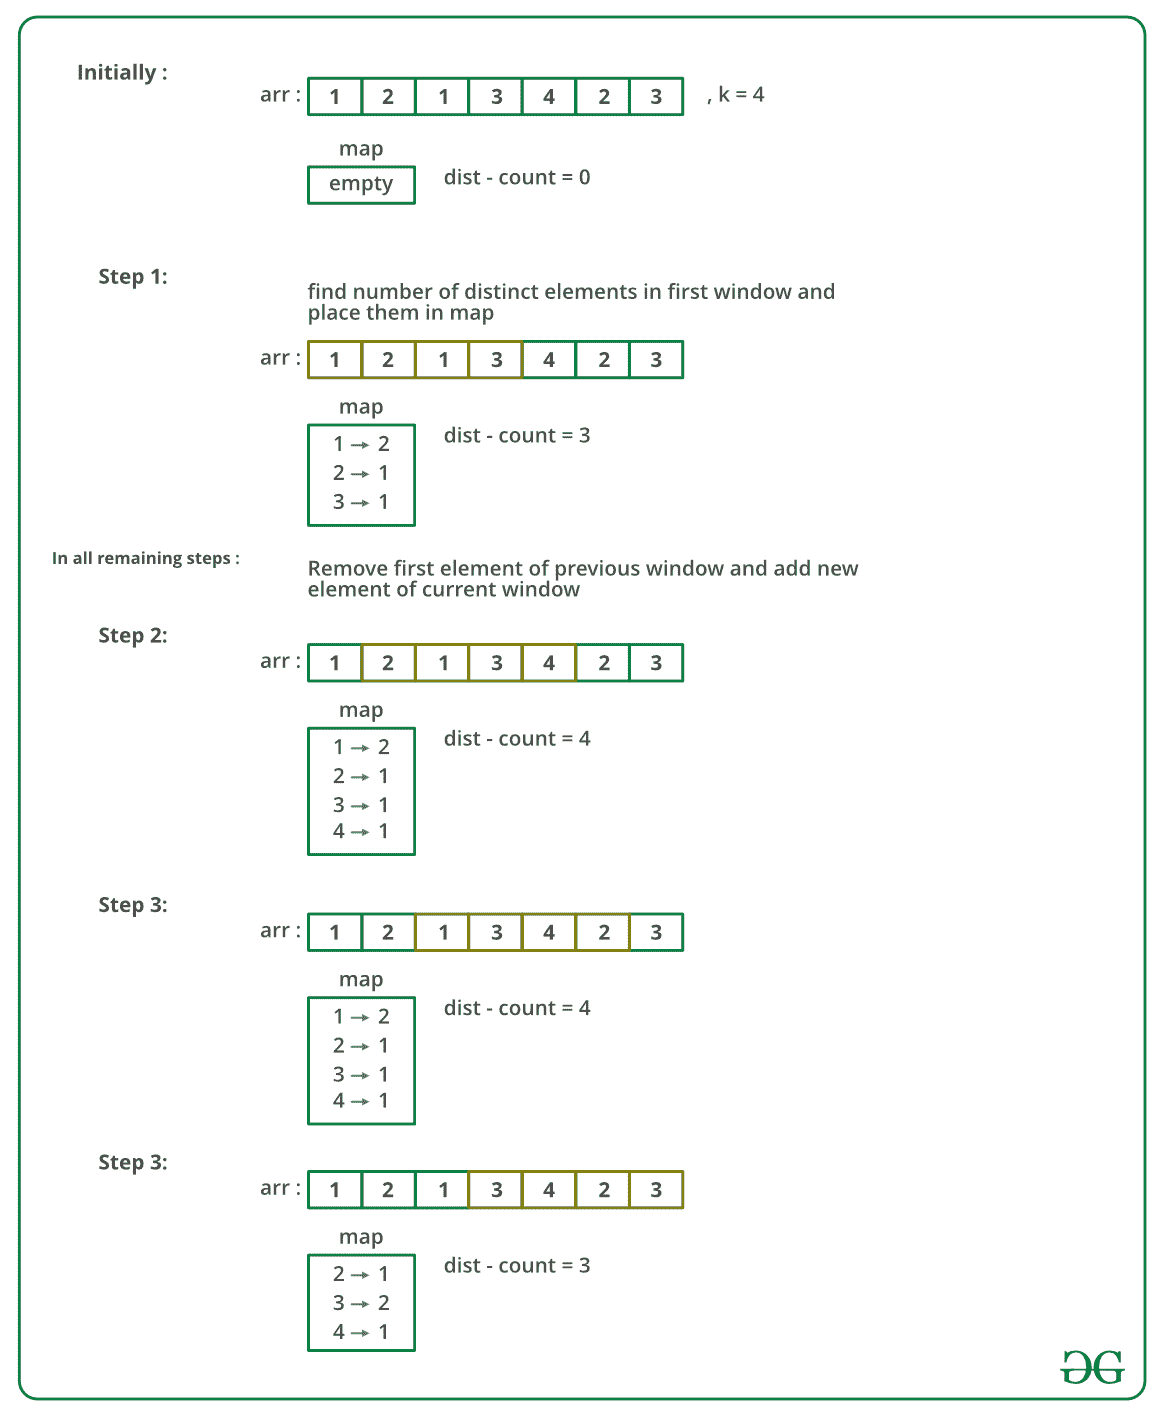 Initially :
arr : 1 2 1 3 4 2 3 , k = 4
map
empty dist - count = 0
Step 1:
find number of distinct elements in first window and
place them in map
arr : 1 2 1 3 4 2 3
map
1 → 2 dist - count = 3
2 → 1
3 → 1
In all remaining steps :
Remove first element of previous window and add new
element of current window
Step 2:
arr : 1 2 1 3 4 2 3
map
1 → 2 dist - count = 4
2 → 1
3 → 1
4 → 1
Step 3:
arr : 1 2 1 3 4 2 3
map
1 → 2 dist - count = 4
2 → 1
3 → 1
4 → 1
Step 3:
arr : 1 2 1 3 4 2 3
map
2 → 1 dist - count = 3
3 → 2
4 → 1